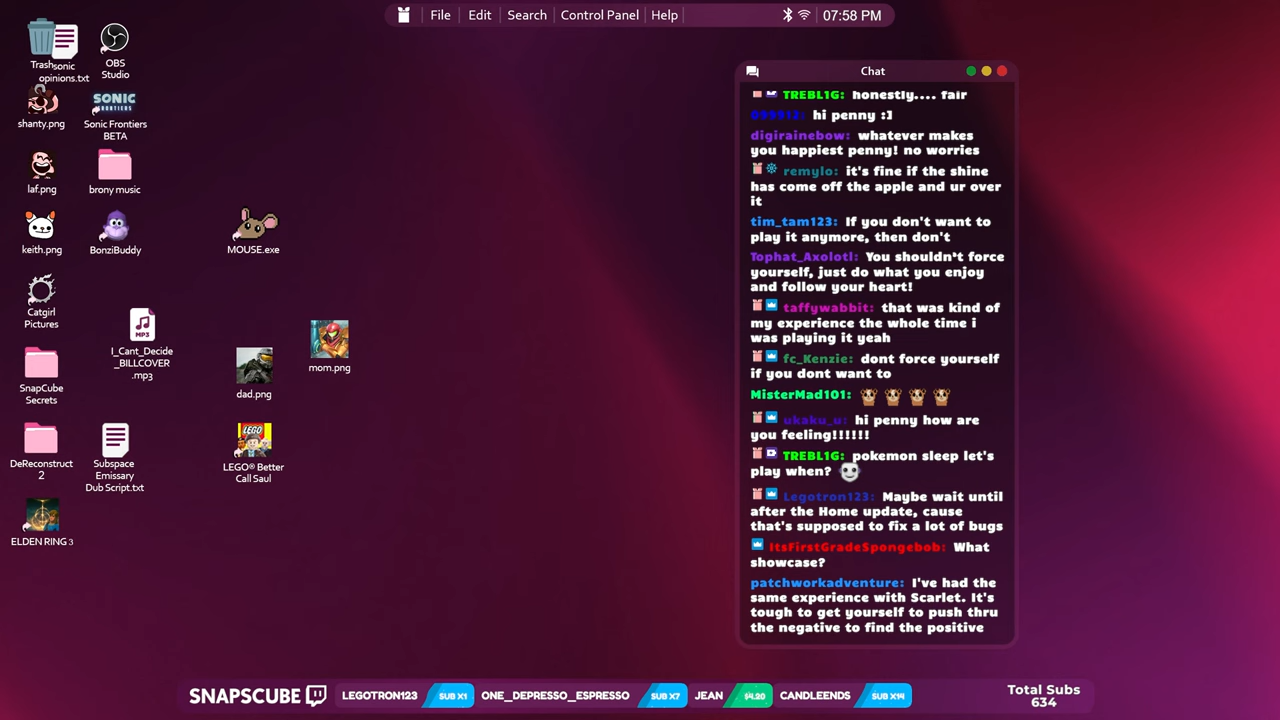 File
Edit
Search
Control Panel
Help
07:58 PM
Trash
sonic
opinions.txt
OBS
Studio
shanty.png
SONIC
FRONTIERS
Sonic Frontiers
BETA
laf.png
brony music
keith.png
BonziBuddy
MOUSE.exe
Catgirl
Pictures
MP3
I_Cant_Decide
_BILLCOVER
.mp3
mom.png
dad.png
SnapCube
Secrets
DeReconstruct
2
Subspace
Emissary
Dub Script.txt
LEGO
LEGO® Better
Call Saul
ELDEN RING 3
Chat
TREBL1G: honestly.... fair
hi penny :]
digirainebow: whatever makes
you happiest penny! no worries
remylo: it's fine if the shine
has come off the apple and ur over
it
tim_tam123: If you don't want to
play it anymore, then don't
Tophat_Axolotl: You shouldn't force
yourself, just do what you enjoy
and follow your heart!
taffywabbit: that was kind of
my experience the whole time i
was playing it yeah
fc_Kenzie: dont force yourself
if you dont want to
MisterMad101:
ukaku_u: hi penny how are
you feeling!!!!!!
TREBL1G: pokemon sleep let's
play when?
Legotron123: Maybe wait until
after the Home update, cause
that's supposed to fix a lot of bugs
ItsFirstGradeSpongebob: What
showcase?
patchworkadventure: I've had the
same experience with Scarlet. It's
tough to get yourself to push thru
the negative to find the positive
SNAPSCUBE
LEGOTRON123 SUB X1
ONE_DEPRESSO_ESPRESSO SUB X7
JEAN $4.20
CANDLEENDS SUB X14
Total Subs
634